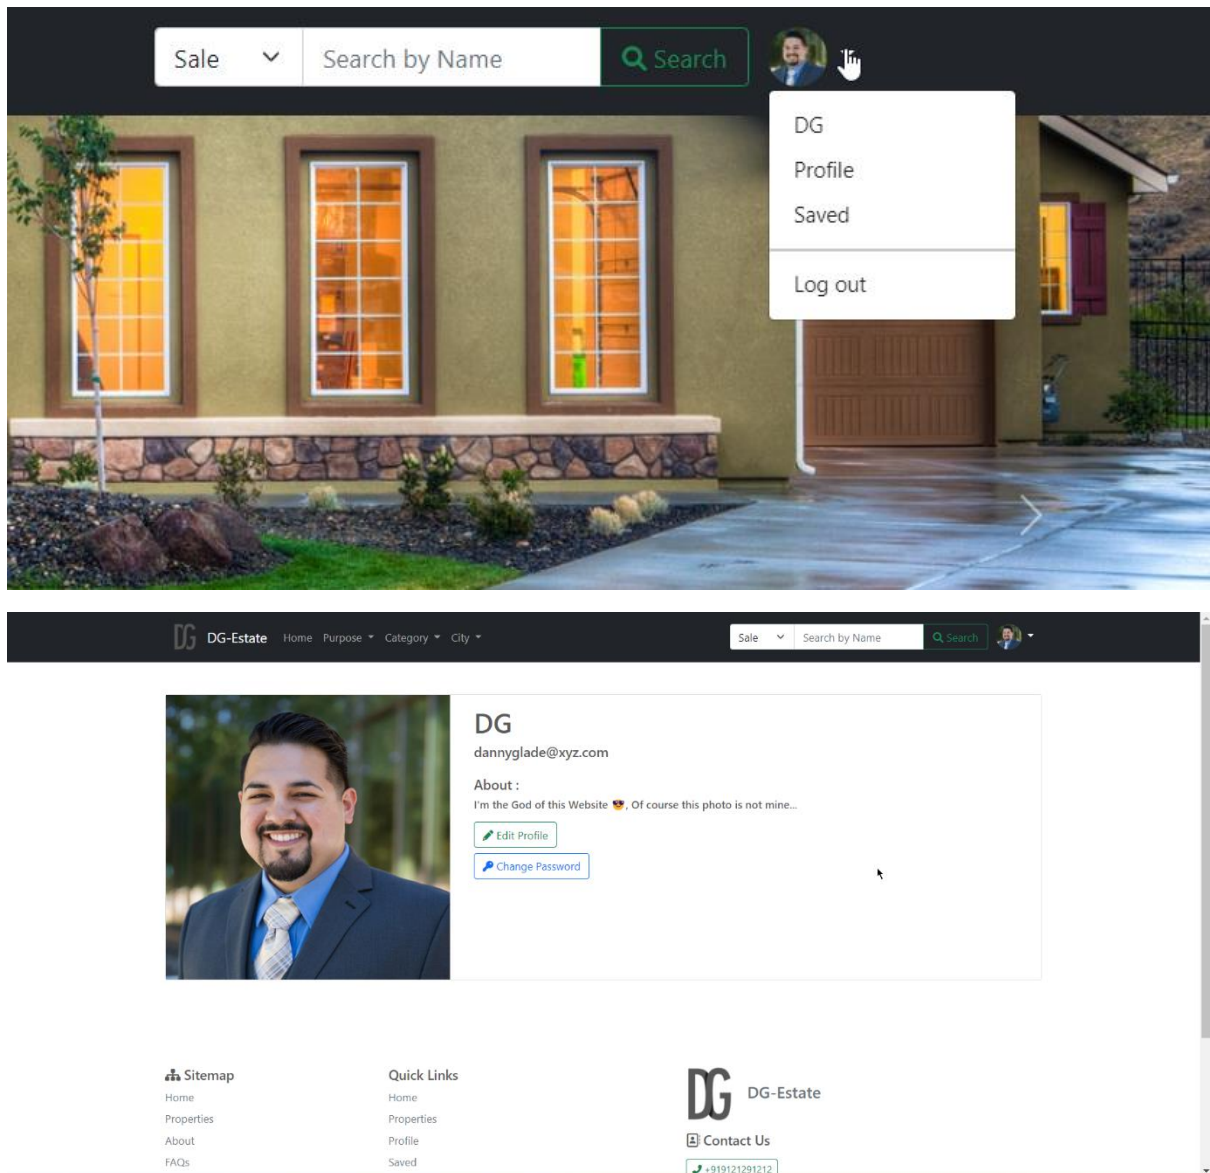 Sale Search by Name Search
DG
Profile
Saved
Log out
DG DG-Estate Home Purpose Category City Sale Search by Name Search
DG
dannyglade@xyz.com
About :
I'm the God of this Website 😎, Of course this photo is not mine...
Edit Profile
Change Password
Sitemap
Home
Properties
About
FAQs
Quick Links
Home
Properties
Profile
Saved
DG DG-Estate
Contact Us
+919121291212